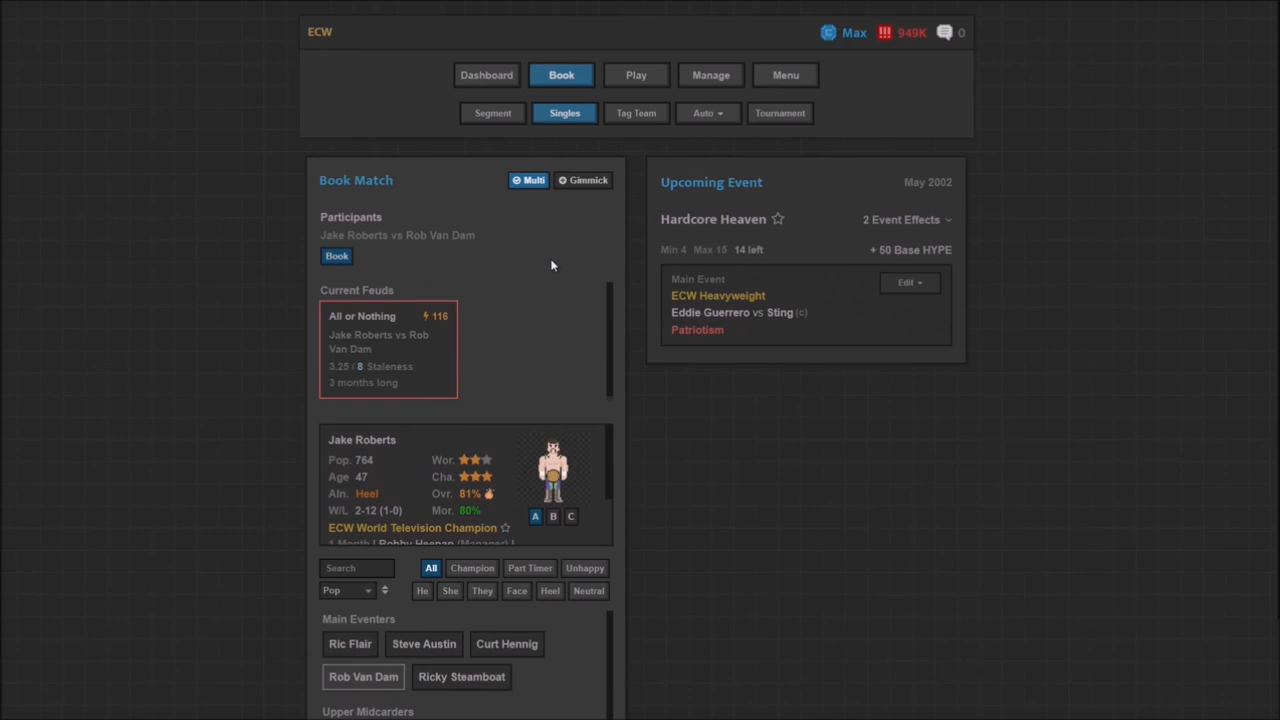 ECW
Max
949K
0
Dashboard
Book
Play
Manage
Menu
Segment
Singles
Tag Team
Auto
Tournament
Book Match
Multi
Gimmick
Participants
Jake Roberts vs Rob Van Dam
Book
Current Feuds
All or Nothing
116
Jake Roberts vs Rob
Van Dam
3.25 / 8 Staleness
3 months long
Jake Roberts
Pop. 764
Wor.
Age 47
Cha.
Aln. Heel
Ovr. 81%
W/L 2-12 (1-0)
Mor. 80%
A
B
C
ECW World Television Champion
1 Month | Bobby Heenan (Manager) |
Search
All
Champion
Part Timer
Unhappy
Pop
He
She
They
Face
Heel
Neutral
Main Eventers
Ric Flair
Steve Austin
Curt Hennig
Rob Van Dam
Ricky Steamboat
Upper Midcarders
Upcoming Event
May 2002
Hardcore Heaven
2 Event Effects
Min 4 Max 15 14 left
+ 50 Base HYPE
Main Event
Edit
ECW Heavyweight
Eddie Guerrero vs Sting (c)
Patriotism